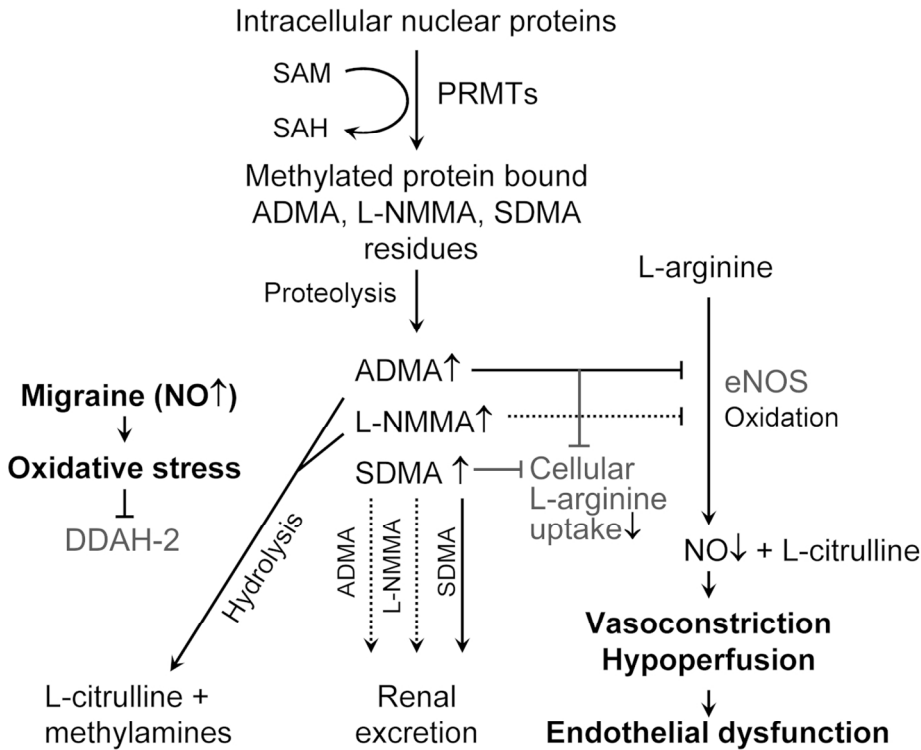 Intracellular nuclear proteins
SAM
PRMTs
SAH
Methylated protein bound
ADMA, L-NMMA, SDMA
residues
L-arginine
Proteolysis
ADMA↑
Migraine (NO↑)
eNOS
L-NMMA↑
Oxidation
Oxidative stress
SDMA ↑
Cellular
L-arginine
uptake↓
DDAH-2
Hydrolysis
ADMA
L-NMMA
SDMA
NO↓ + L-citrulline
Vasoconstriction
Hypoperfusion
L-citrulline +
methylamines
Renal
excretion
Endothelial dysfunction